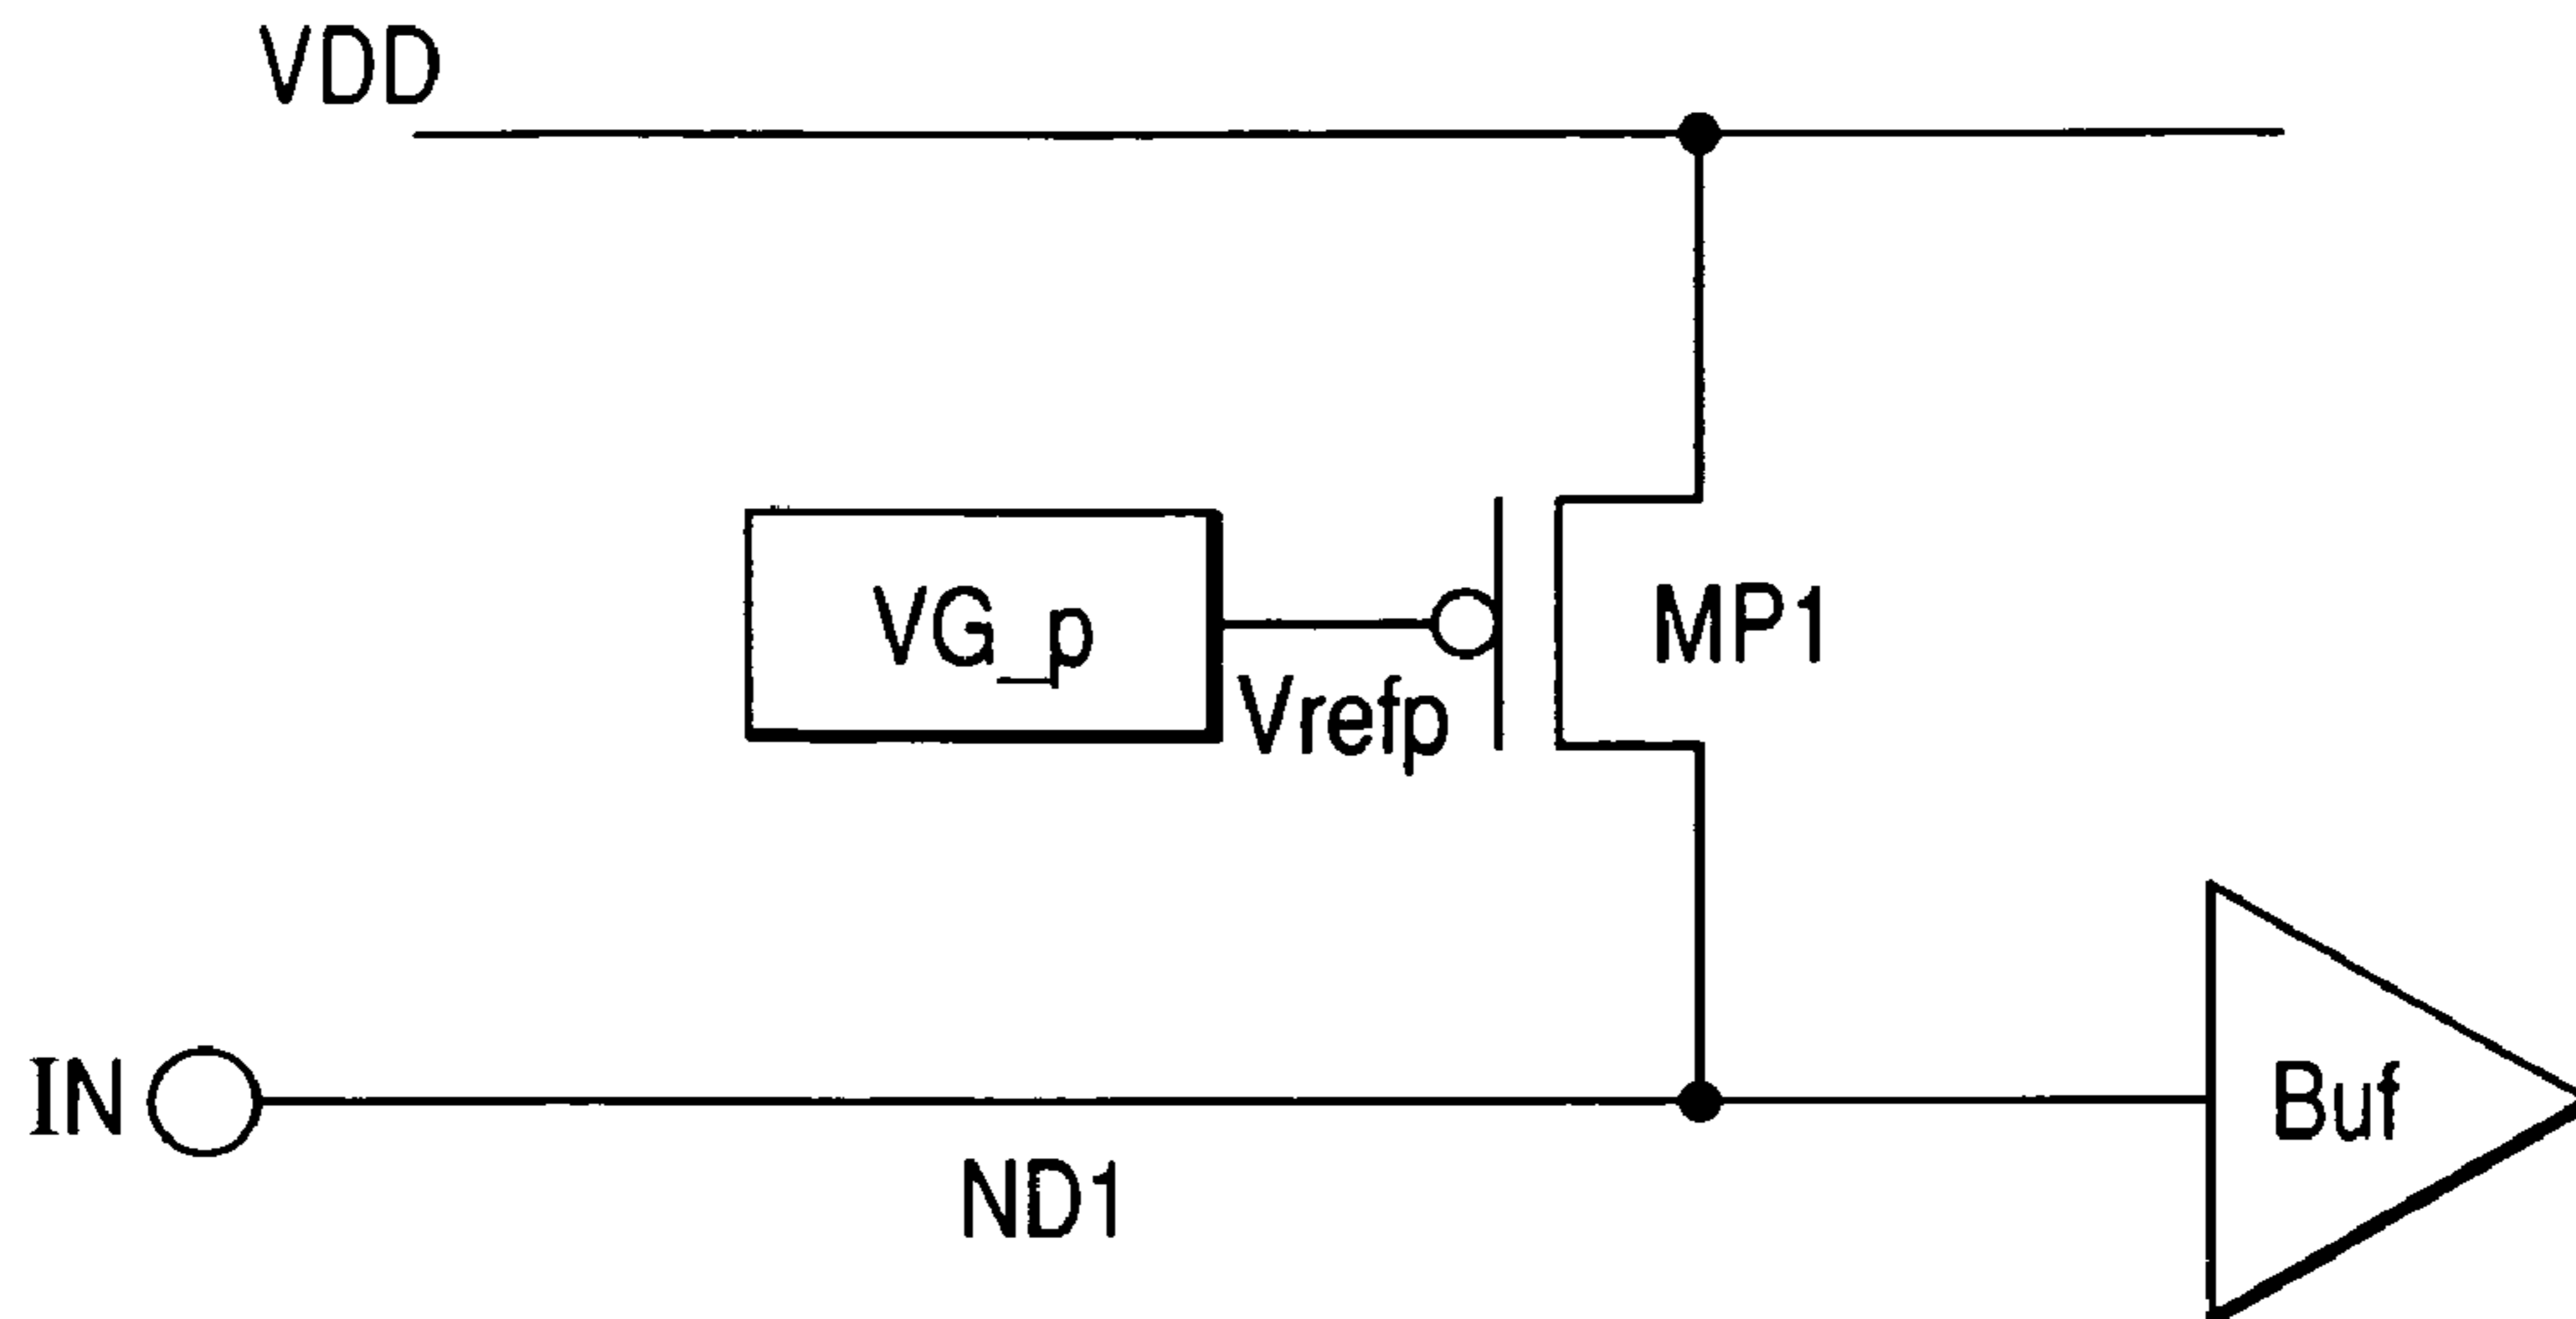 VDD
VG_p
MP1
Vrefp
IN
Buf
ND1